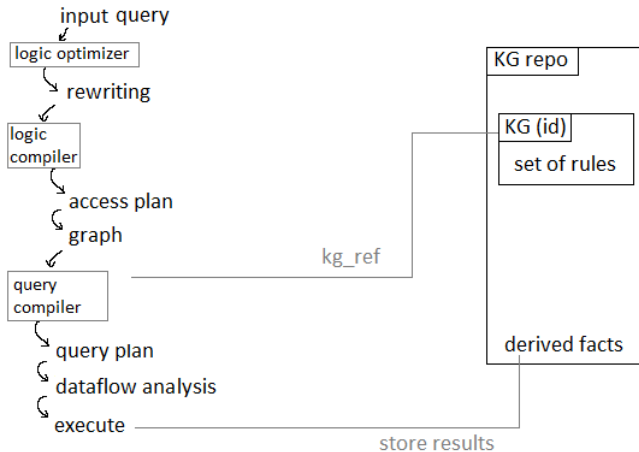 input query
logic optimizer
rewriting
logic
compiler
access plan
graph
query
compiler
query plan
dataflow analysis
execute
kg_ref
store results
KG repo
KG (id)
set of rules
derived facts